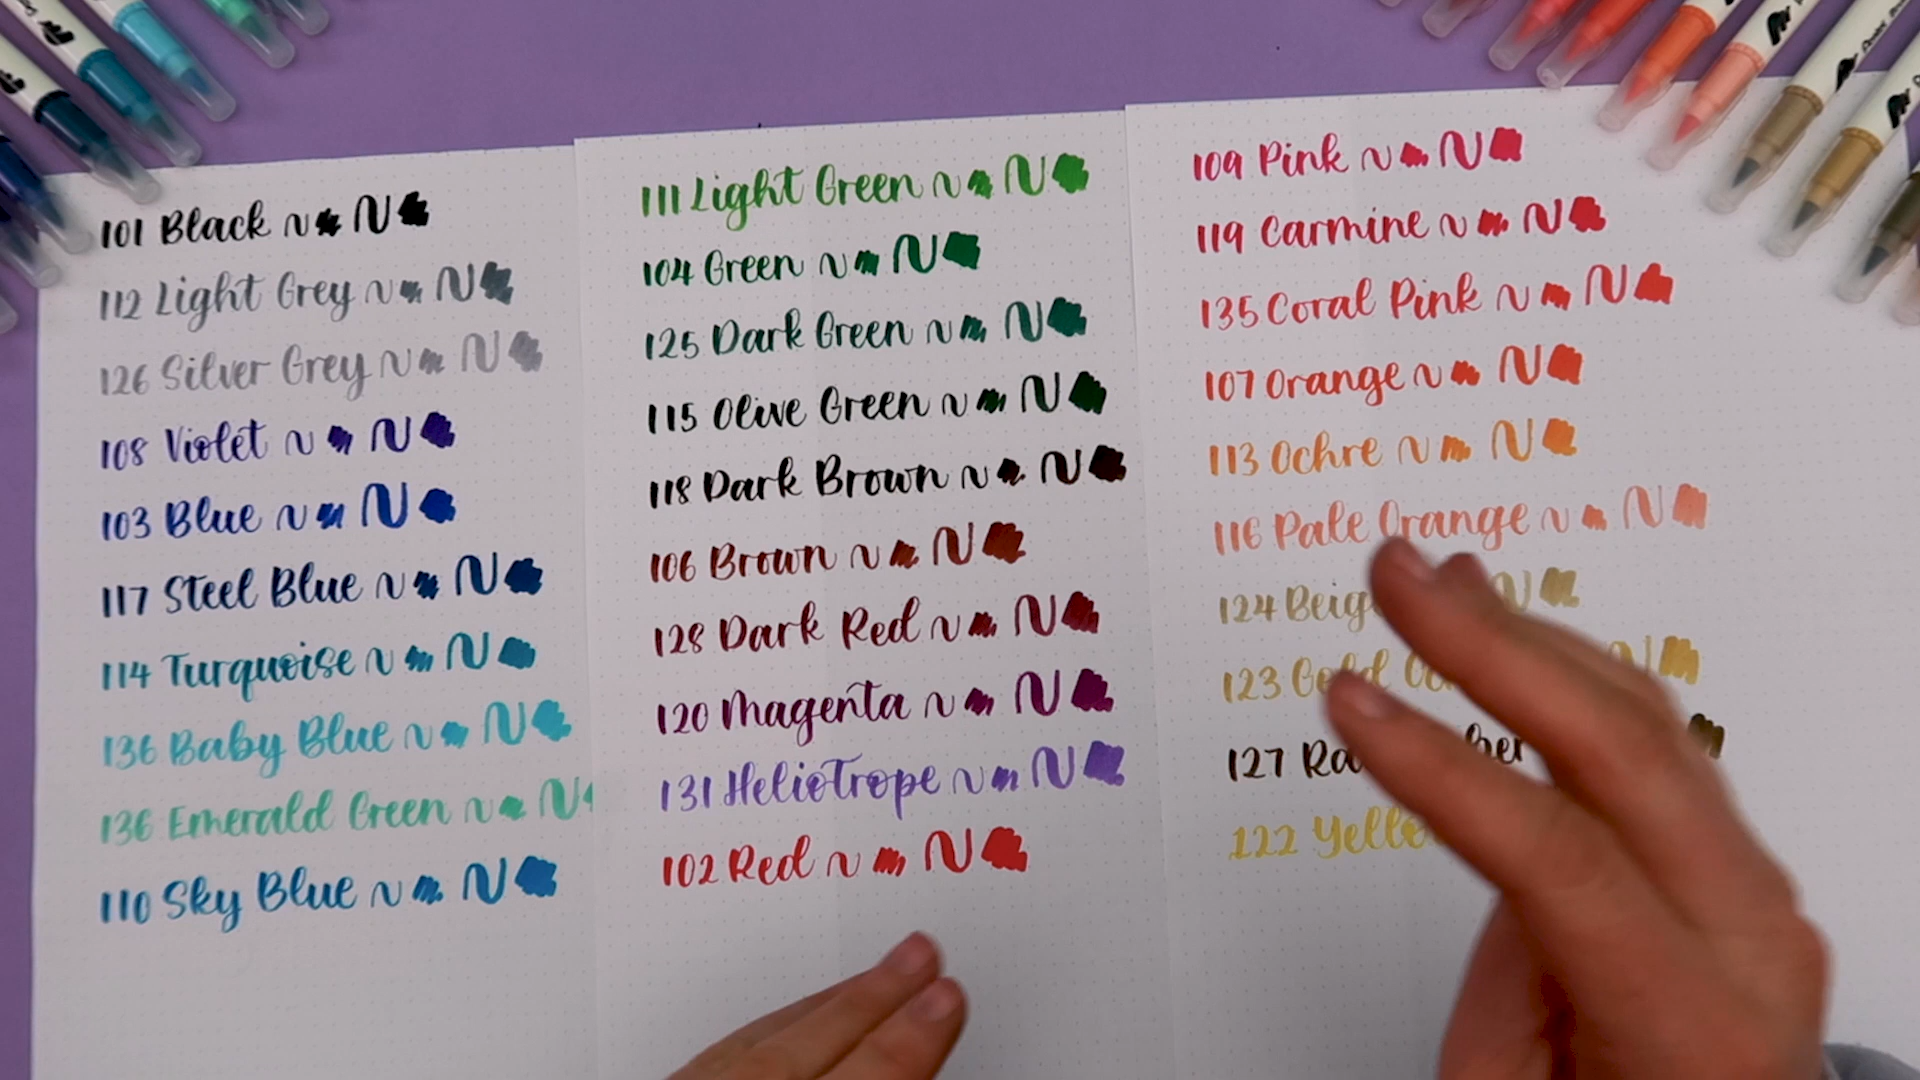 101 Black
112 Light Grey
126 Silver Grey
108 Violet
103 Blue
117 Steel Blue
114 Turquoise
136 Baby Blue
136 Emerald Green
110 Sky Blue
111 Light Green
104 Green
125 Dark Green
115 Olive Green
118 Dark Brown
106 Brown
128 Dark Red
120 Magenta
131 Heliotrope
102 Red
109 Pink
119 Carmine
135 Coral Pink
107 Orange
113 Ochre
116 Pale Orange
124 Beig
123 Gold
127
122 Yello